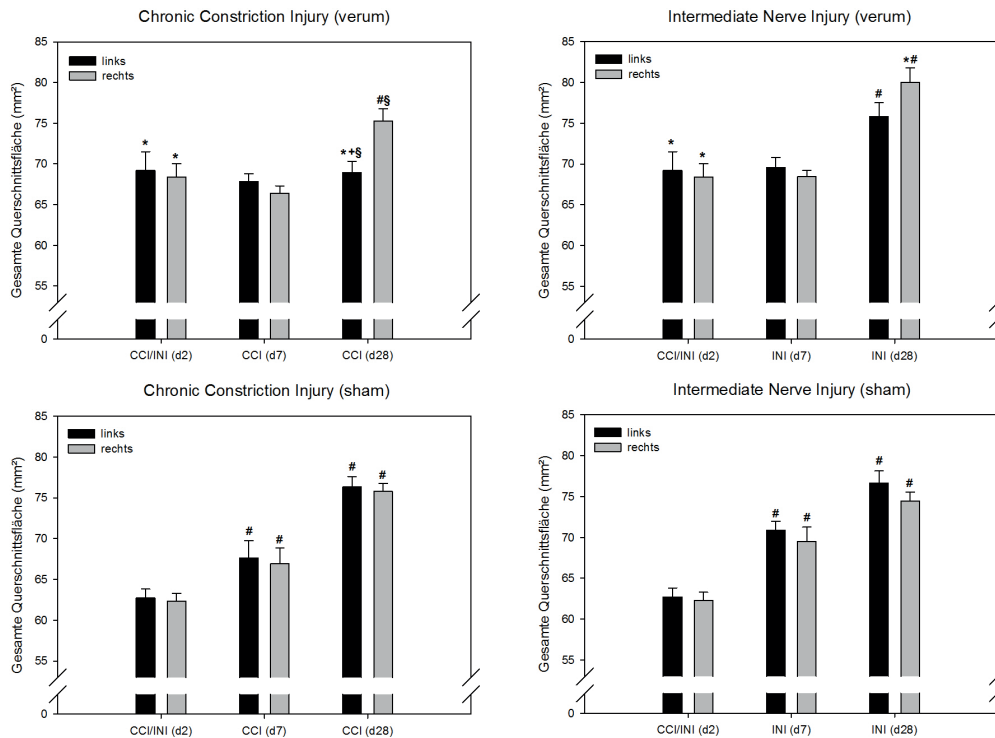 Chronic Constriction Injury (verum)
Gesamte Querschnittsfläche (mm²)
85
80
75
70
65
60
55
0
links
rechts
*
*
*+§
#§
CCI/INI (d2)
CCI (d7)
CCI (d28)
Intermediate Nerve Injury (verum)
Gesamte Querschnittsfläche (mm²)
85
80
75
70
65
60
55
0
links
rechts
*
*
#
*#
CCI/INI (d2)
INI (d7)
INI (d28)
Chronic Constriction Injury (sham)
Gesamte Querschnittsfläche (mm²)
85
80
75
70
65
60
55
0
links
rechts
#
#
#
#
CCI/INI (d2)
CCI (d7)
CCI (d28)
Intermediate Nerve Injury (sham)
Gesamte Querschnittsfläche (mm²)
85
80
75
70
65
60
55
0
links
rechts
#
#
#
#
CCI/INI (d2)
INI (d7)
INI (d28)